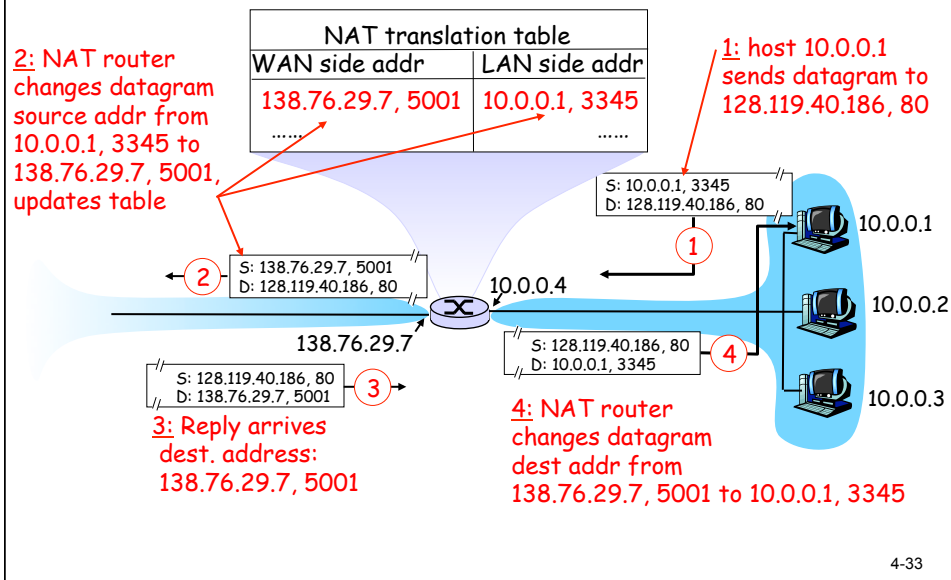 NAT translation table
WAN side addr LAN side addr
138.76.29.7, 5001 10.0.0.1, 3345
...... ......
2: NAT router
changes datagram
source addr from
10.0.0.1, 3345 to
138.76.29.7, 5001,
updates table
1: host 10.0.0.1
sends datagram to
128.119.40.186, 80
S: 10.0.0.1, 3345
D: 128.119.40.186, 80
1
10.0.0.1
S: 138.76.29.7, 5001
D: 128.119.40.186, 80
2
10.0.0.4
10.0.0.2
138.76.29.7
S: 128.119.40.186, 80
D: 10.0.0.1, 3345
4
S: 128.119.40.186, 80
D: 138.76.29.7, 5001
3
10.0.0.3
3: Reply arrives
dest. address:
138.76.29.7, 5001
4: NAT router
changes datagram
dest addr from
138.76.29.7, 5001 to 10.0.0.1, 3345
4-33